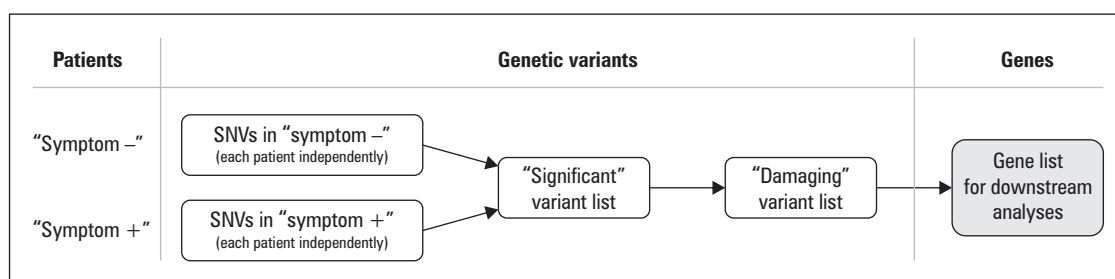 Patients
Genetic variants
Genes
“Symptom –”
SNVs in “symptom –”
(each patient independently)
“Significant”
variant list
“Damaging”
variant list
Gene list
for downstream
analyses
“Symptom +”
SNVs in “symptom +”
(each patient independently)